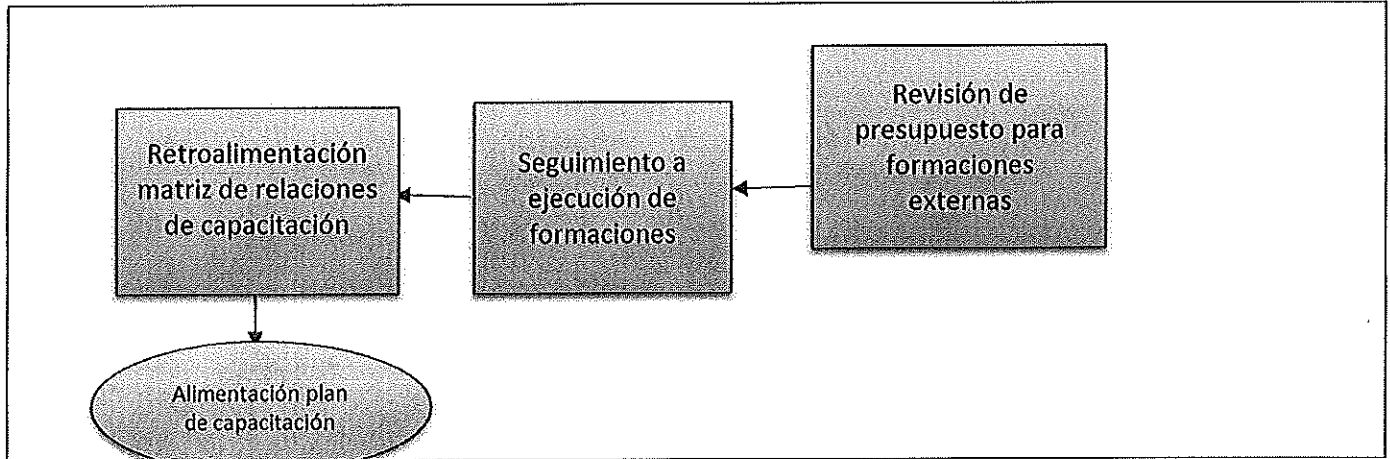 Retroalimentación
matriz de relaciones
de capacitación
Seguimiento a
ejecución de
formaciones
Revisión de
presupuesto para
formaciones
externas
Alimentación plan
de capacitación